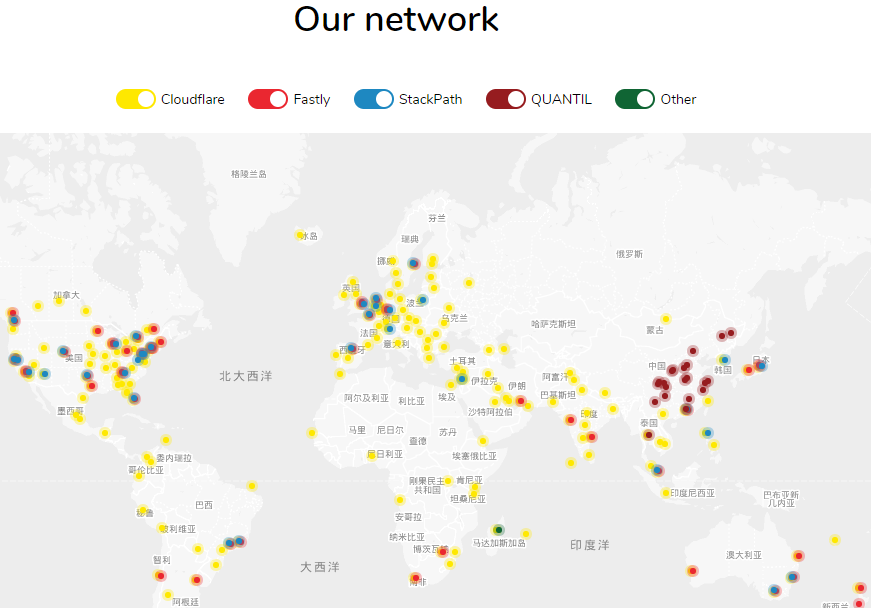 Our network
Cloudflare Fastly StackPath QUANTIL Other
格陵兰岛
冰岛
芬兰
瑞典
挪威
俄罗斯
加拿大
英国
波兰
德国
乌克兰
哈萨克斯坦
蒙古
法国
意大利
美国
西班牙
土耳其
中国
韩国
日本
北大西洋
伊拉克
伊朗
阿富汗
巴基斯坦
阿尔及利亚
利比亚
埃及
沙特阿拉伯
印度
墨西哥
泰国
马里
尼日尔
乍得
苏丹
尼日利亚
埃塞俄比亚
委内瑞拉
哥伦比亚
刚果民主
共和国
肯尼亚
坦桑尼亚
印度尼西亚
巴布亚新
几内亚
秘鲁
巴西
玻利维亚
安哥拉
纳米比亚
博茨瓦纳
马达加斯加岛
印度洋
澳大利亚
智利
大西洋
南非
阿根廷
新西兰